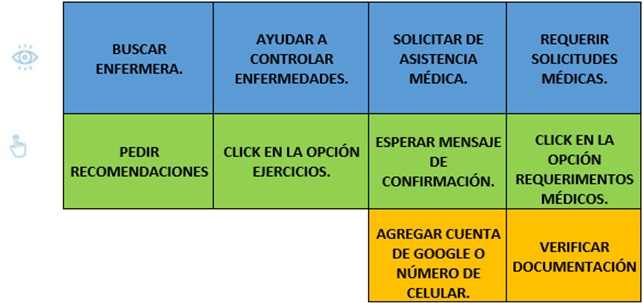 BUSCAR
ENFERMERA.
AYUDAR A
CONTROLAR
ENFERMEDADES.
SOLICITAR DE
ASISTENCIA
MÉDICA.
REQUERIR
SOLICITUDES
MÉDICAS.
PEDIR
RECOMENDACIONES
CLICK EN LA OPCIÓN
EJERCICIOS.
ESPERAR MENSAJE
DE
CONFIRMACIÓN.
CLICK EN LA
OPCIÓN
REQUERIMENTOS
MÉDICOS.
AGREGAR CUENTA
DE GOOGLE O
NÚMERO DE
CELULAR.
VERIFICAR
DOCUMENTACIÓN